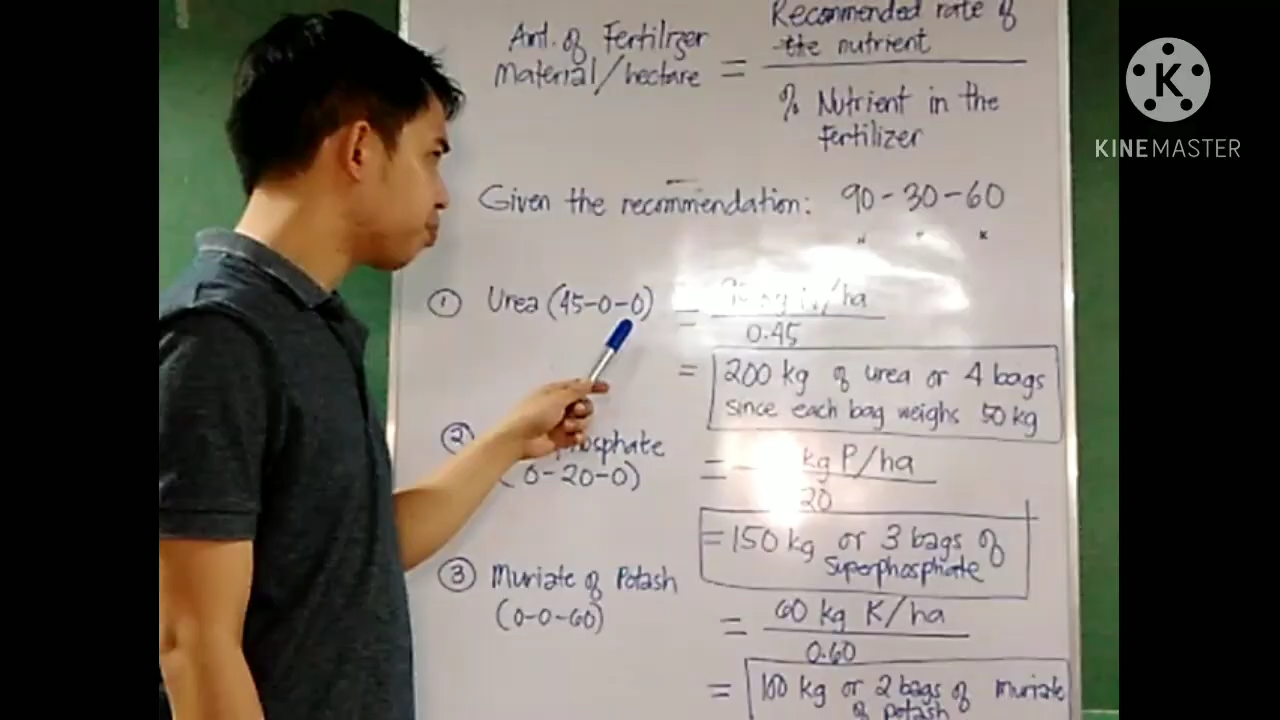 Amt. of Fertilizer
Material/hectare
=
Recommended rate of
the nutrient
% Nutrient in the
Fertilizer
Given the recommendation: 90-30-60
N P K
① Urea (45-0-0)
= kg N/ha
0.45
= 200 kg of urea or 4 bags
since each bag weighs 50 kg
② phosphate
(0-20-0)
= kg P/ha
20
= 150 kg or 3 bags of
Superphosphate
③ Muriate of Potash
(0-0-60)
= 60 kg K/ha
0.60
= 100 kg or 2 bags of Muriate
of Potash
K
KINEMASTER